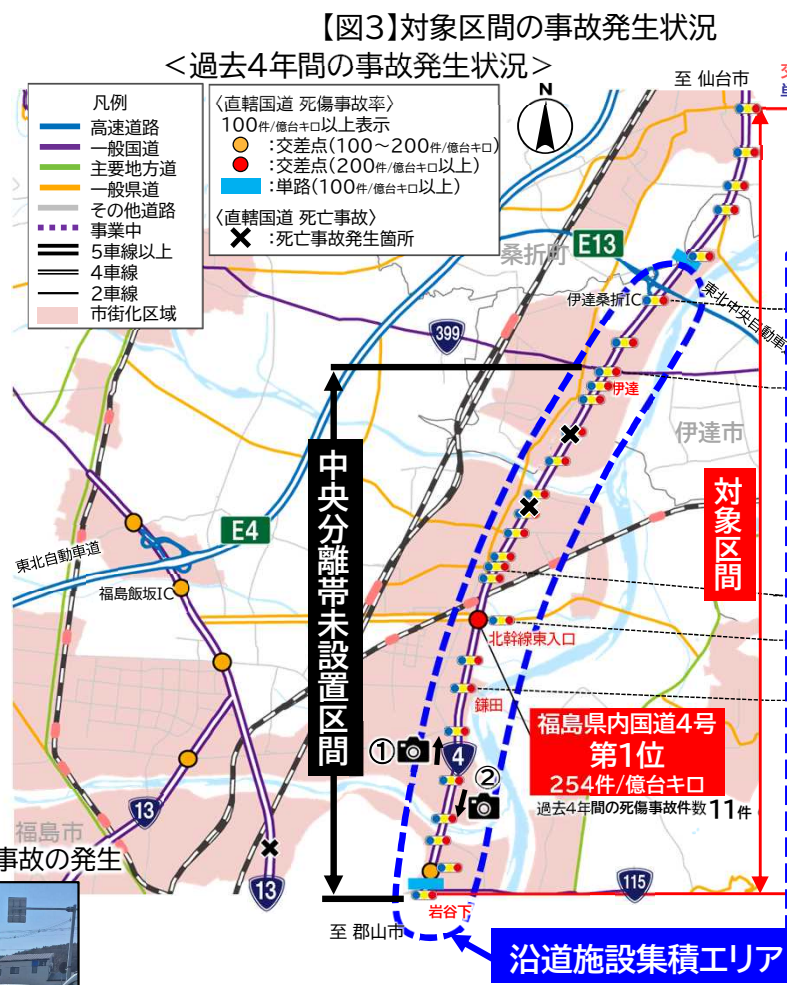 【図3】対象区間の事故発生状況
<過去4年間の事故発生状況>
凡例
高速道路
一般国道
主要地方道
一般県道
その他道路
事業中
5車線以上
4車線
2車線
市街化区域
〈直轄国道 死傷事故率〉
100件/億台キロ以上表示
:交差点(100～200件/億台キロ)
:交差点(200件/億台キロ以上)
:単路(100件/億台キロ以上)
〈直轄国道 死亡事故〉
:死亡事故発生箇所
N
至 仙台市
桑折町
E13
伊達桑折IC
東北中央自動車
399
伊達
伊達市
中央分離帯未設置区間
対象区間
E4
東北自動車道
福島飯坂IC
北幹線東入口
鎌田
福島県内国道4号
第1位
254件/億台キロ
過去4年間の死傷事故件数11件
①
4
②
13
福島市
事故の発生
13
115
岩谷下
至 郡山市
沿道施設集積エリア